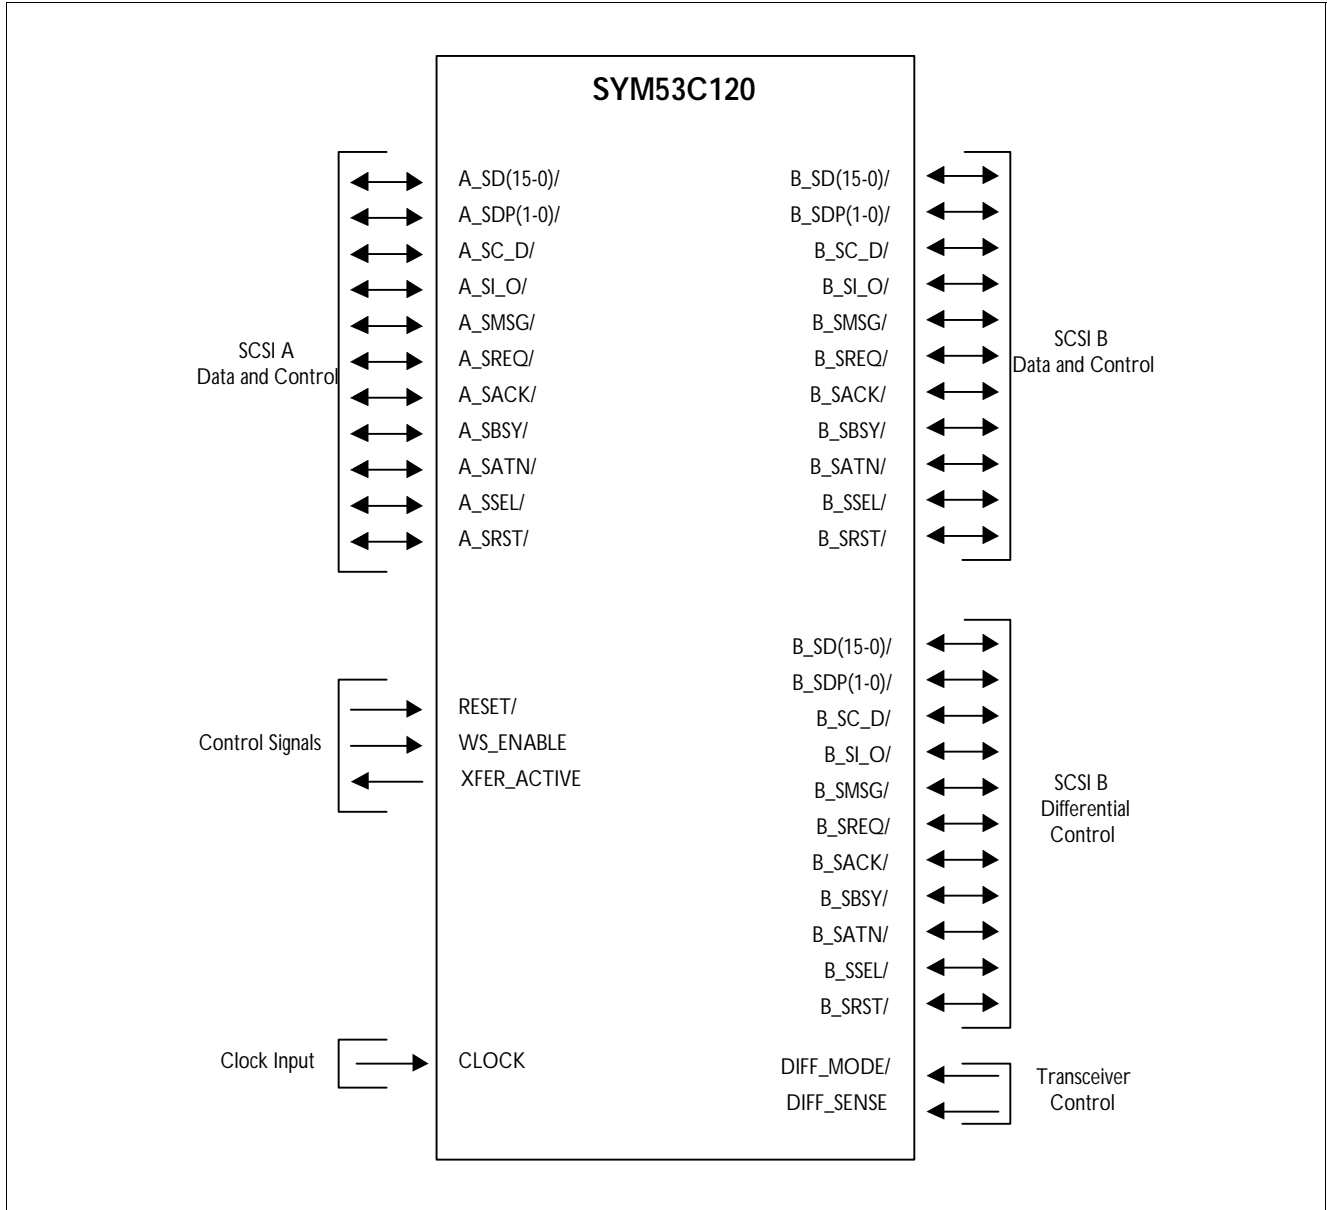 SYM53C120
SCSI A
Data and Control
A_SD(15-0)/
A_SDP(1-0)/
A_SC_D/
A_SI_O/
A_SMSG/
A_SREQ/
A_SACK/
A_SBSY/
A_SATN/
A_SSEL/
A_SRST/
B_SD(15-0)/
B_SDP(1-0)/
B_SC_D/
B_SI_O/
B_SMSG/
B_SREQ/
B_SACK/
B_SBSY/
B_SATN/
B_SSEL/
B_SRST/
SCSI B
Data and Control
Control Signals
RESET/
WS_ENABLE
XFER_ACTIVE
B_SD(15-0)/
B_SDP(1-0)/
B_SC_D/
B_SI_O/
B_SMSG/
B_SREQ/
B_SACK/
B_SBSY/
B_SATN/
B_SSEL/
B_SRST/
SCSI B
Differential
Control
Clock Input
CLOCK
DIFF_MODE/
DIFF_SENSE
Transceiver
Control